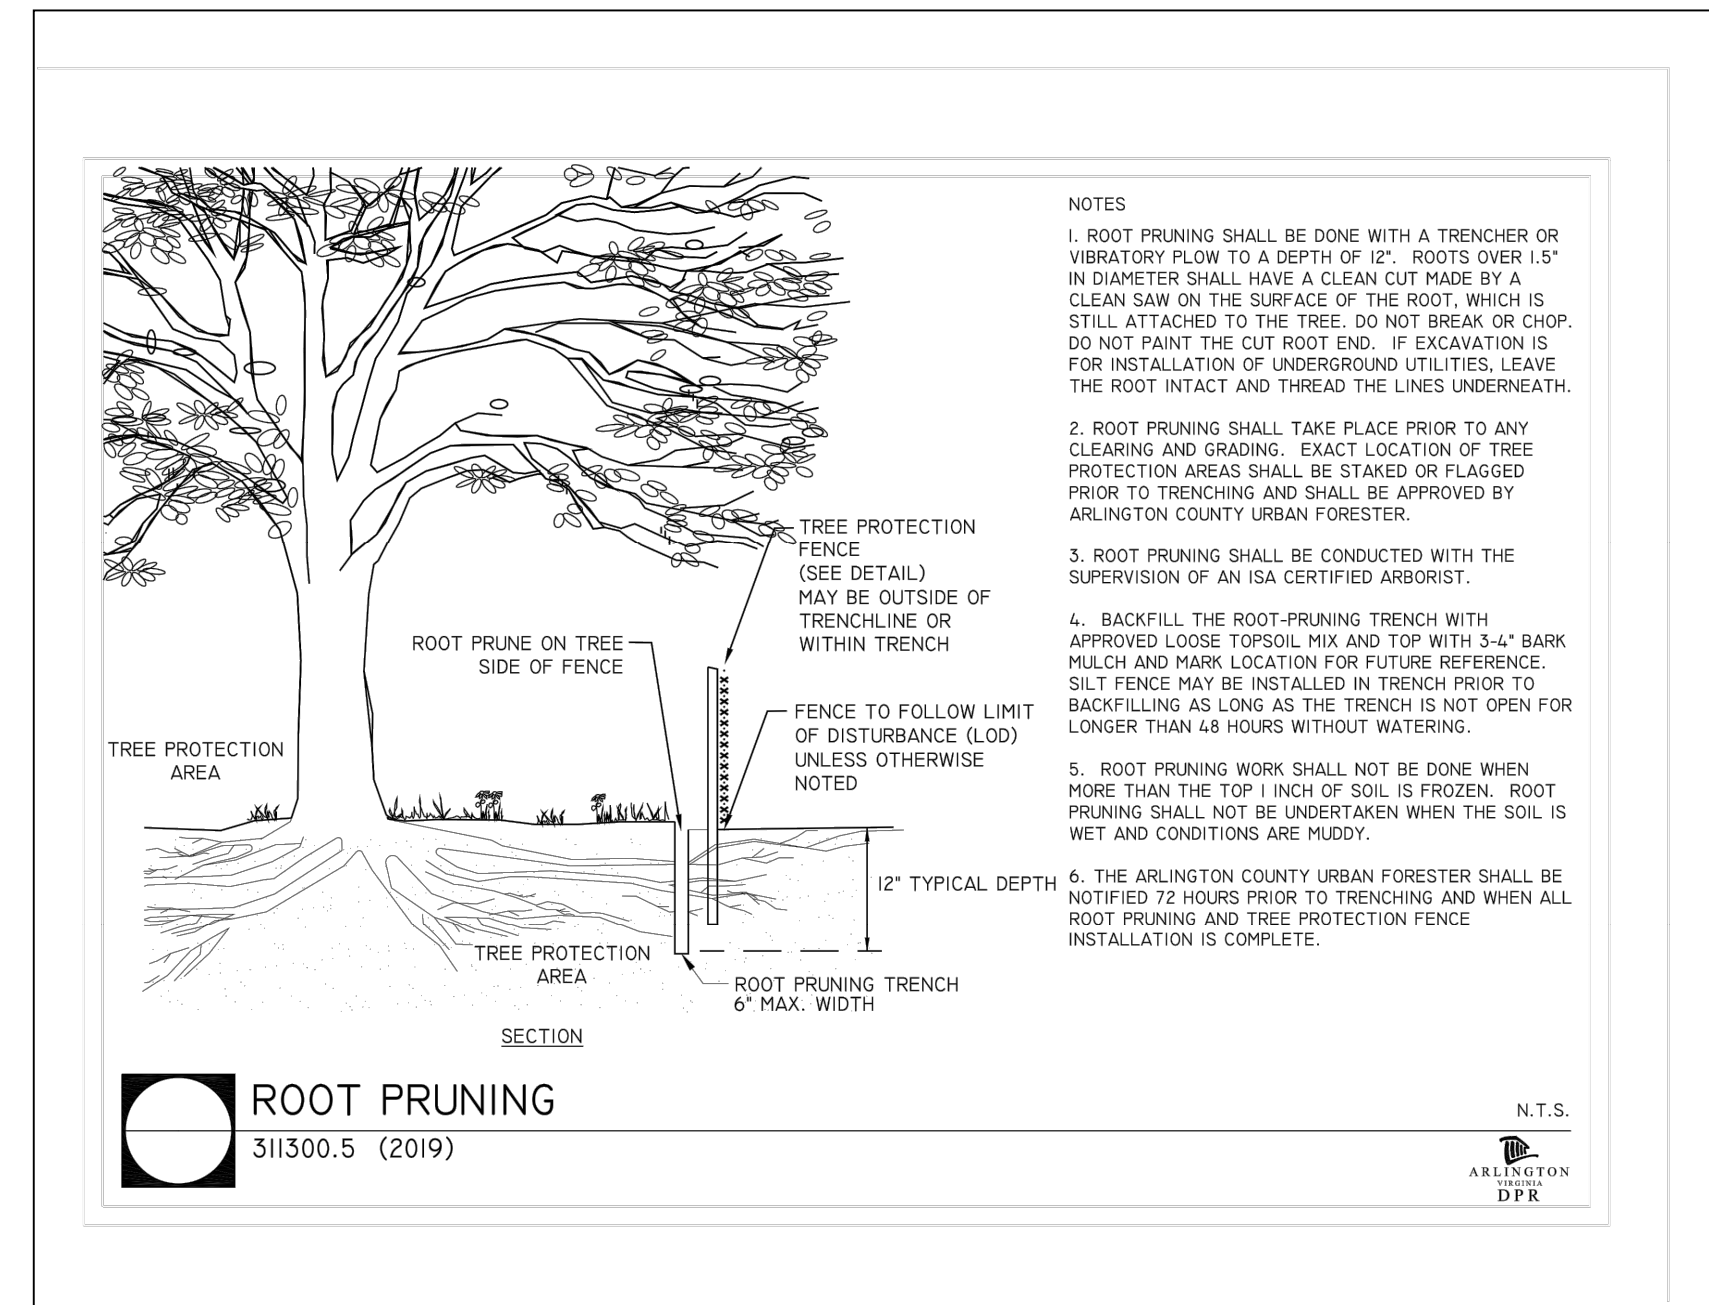 NOTES
1. ROOT PRUNING SHALL BE DONE WITH A TRENCHER OR
VIBRATORY PLOW TO A DEPTH OF 12".  ROOTS OVER 1.5"
IN DIAMETER SHALL HAVE A CLEAN CUT MADE BY A
CLEAN SAW ON THE SURFACE OF THE ROOT, WHICH IS
STILL ATTACHED TO THE TREE. DO NOT BREAK OR CHOP.
DO NOT PAINT THE CUT ROOT END.  IF EXCAVATION IS
FOR INSTALLATION OF UNDERGROUND UTILITIES, LEAVE
THE ROOT INTACT AND THREAD THE LINES UNDERNEATH.
2. ROOT PRUNING SHALL TAKE PLACE PRIOR TO ANY
CLEARING AND GRADING.  EXACT LOCATION OF TREE
PROTECTION AREAS SHALL BE STAKED OR FLAGGED
PRIOR TO TRENCHING AND SHALL BE APPROVED BY
ARLINGTON COUNTY URBAN FORESTER.
3. ROOT PRUNING SHALL BE CONDUCTED WITH THE
SUPERVISION OF AN ISA CERTIFIED ARBORIST.
4.  BACKFILL THE ROOT-PRUNING TRENCH WITH
APPROVED LOOSE TOPSOIL MIX AND TOP WITH 3-4" BARK
MULCH AND MARK LOCATION FOR FUTURE REFERENCE.
SILT FENCE MAY BE INSTALLED IN TRENCH PRIOR TO
BACKFILLING AS LONG AS THE TRENCH IS NOT OPEN FOR
LONGER THAN 48 HOURS WITHOUT WATERING.
5.  ROOT PRUNING WORK SHALL NOT BE DONE WHEN
MORE THAN THE TOP 1 INCH OF SOIL IS FROZEN.  ROOT
PRUNING SHALL NOT BE UNDERTAKEN WHEN THE SOIL IS
WET AND CONDITIONS ARE MUDDY.
6. THE ARLINGTON COUNTY URBAN FORESTER SHALL BE
NOTIFIED 72 HOURS PRIOR TO TRENCHING AND WHEN ALL
ROOT PRUNING AND TREE PROTECTION FENCE
INSTALLATION IS COMPLETE.
TREE PROTECTION
FENCE
(SEE DETAIL)
MAY BE OUTSIDE OF
TRENCHLINE OR
WITHIN TRENCH
ROOT PRUNE ON TREE
SIDE OF FENCE
FENCE TO FOLLOW LIMIT
OF DISTURBANCE (LOD)
UNLESS OTHERWISE
NOTED
TREE PROTECTION
AREA
12" TYPICAL DEPTH
TREE PROTECTION
AREA
ROOT PRUNING TRENCH
6" MAX. WIDTH
SECTION
ROOT PRUNING
311300.5  (2019)
N.T.S.
ARLINGTON
VIRGINIA
DPR